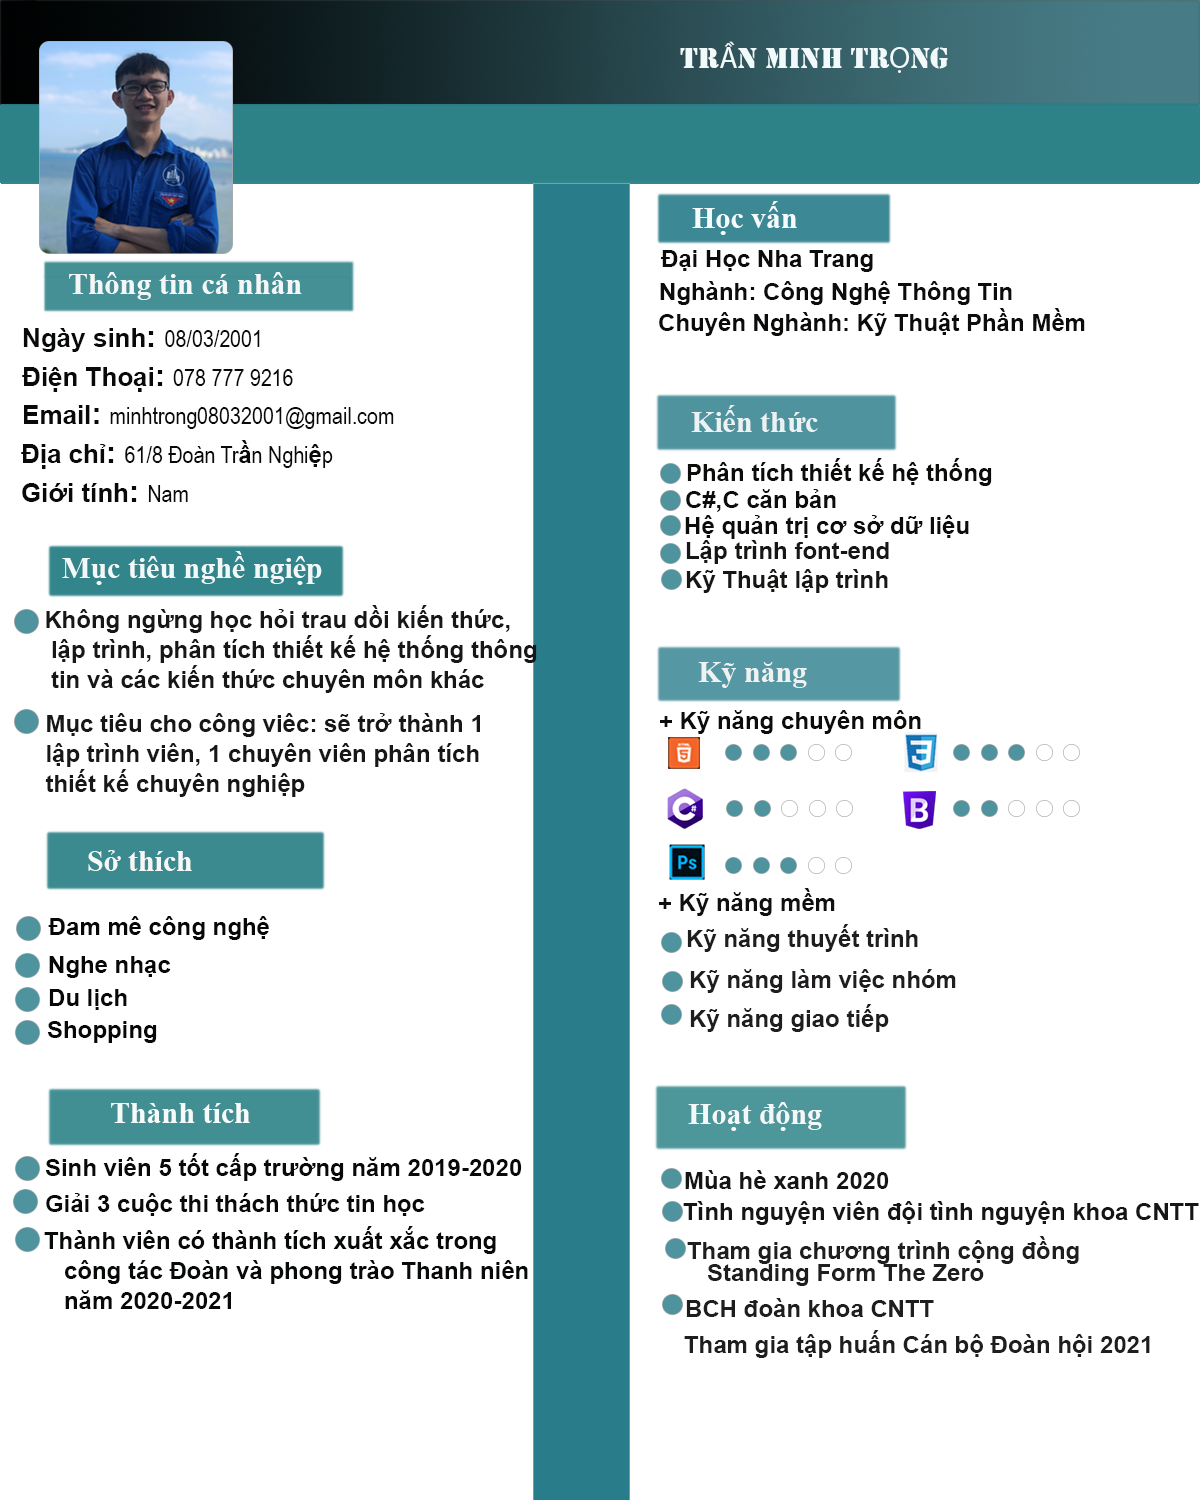 TRẦN MINH TRỌNG
Thông tin cá nhân
Ngày sinh: 08/03/2001
Điện Thoại: 078 777 9216
Email: minhtrong08032001@gmail.com
Địa chỉ: 61/8 Đoàn Trần Nghiệp
Giới tính: Nam
Mục tiêu nghề ngiệp
Không ngừng học hỏi trau dồi kiến thức,
lập trình, phân tích thiết kế hệ thống thông
tin và các kiến thức chuyên môn khác
Mục tiêu cho công viêc: sẽ trở thành 1
lập trình viên, 1 chuyên viên phân tích
thiết kế chuyên nghiệp
Sở thích
Đam mê công nghệ
Nghe nhạc
Du lịch
Shopping
Thành tích
Sinh viên 5 tốt cấp trường năm 2019-2020
Giải 3 cuộc thi thách thức tin học
Thành viên có thành tích xuất xắc trong
công tác Đoàn và phong trào Thanh niên
năm 2020-2021
Học vấn
Đại Học Nha Trang
Nghành: Công Nghệ Thông Tin
Chuyên Nghành: Kỹ Thuật Phần Mềm
Kiến thức
Phân tích thiết kế hệ thống
C#,C căn bản
Hệ quản trị cơ sở dữ liệu
Lập trình font-end
Kỹ Thuật lập trình
Kỹ năng
+ Kỹ năng chuyên môn
HTML 5 3
C# B
Ps
+ Kỹ năng mềm
Kỹ năng thuyết trình
Kỹ năng làm việc nhóm
Kỹ năng giao tiếp
Hoạt động
Mùa hè xanh 2020
Tình nguyện viên đội tình nguyện khoa CNTT
Tham gia chương trình cộng đồng
Standing Form The Zero
BCH đoàn khoa CNTT
Tham gia tập huấn Cán bộ Đoàn hội 2021